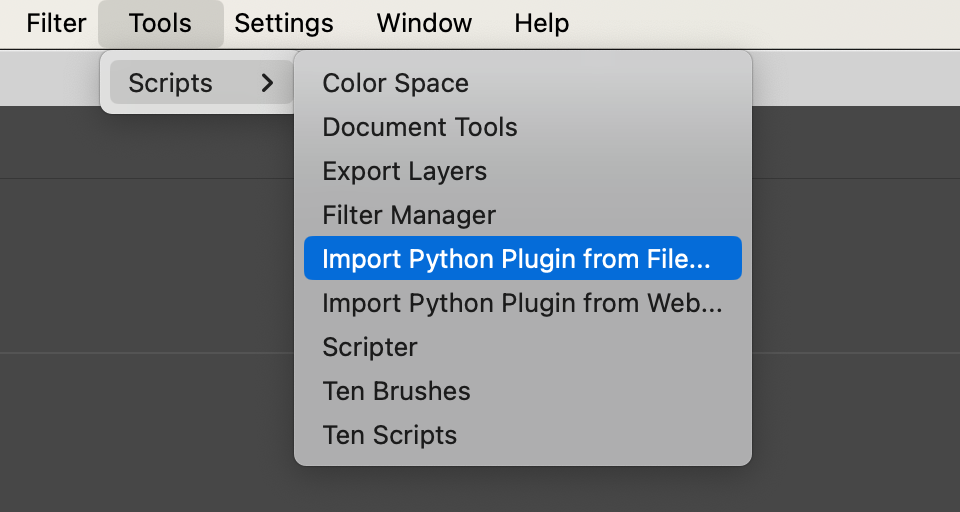 Filter Tools Settings Window Help
Scripts
Color Space
Document Tools
Export Layers
Filter Manager
Import Python Plugin from File...
Import Python Plugin from Web...
Scripter
Ten Brushes
Ten Scripts